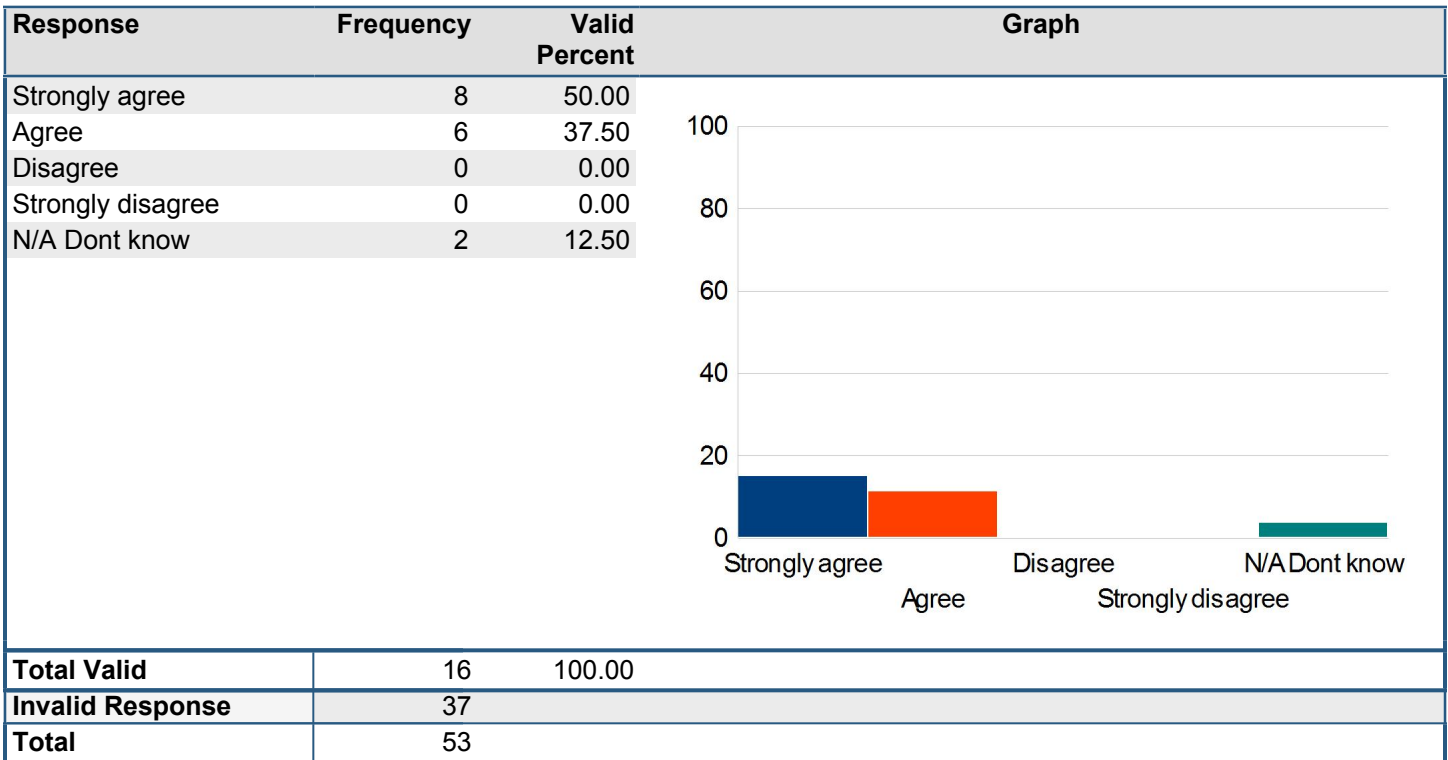 Response Frequency Valid Percent Graph
Strongly agree 8 50.00
Agree 6 37.50
Disagree 0 0.00
Strongly disagree 0 0.00
N/A Dont know 2 12.50
100
80
60
40
20
0
Strongly agree Disagree N/A Dont know
Agree Strongly disagree
Total Valid 16 100.00
Invalid Response 37
Total 53